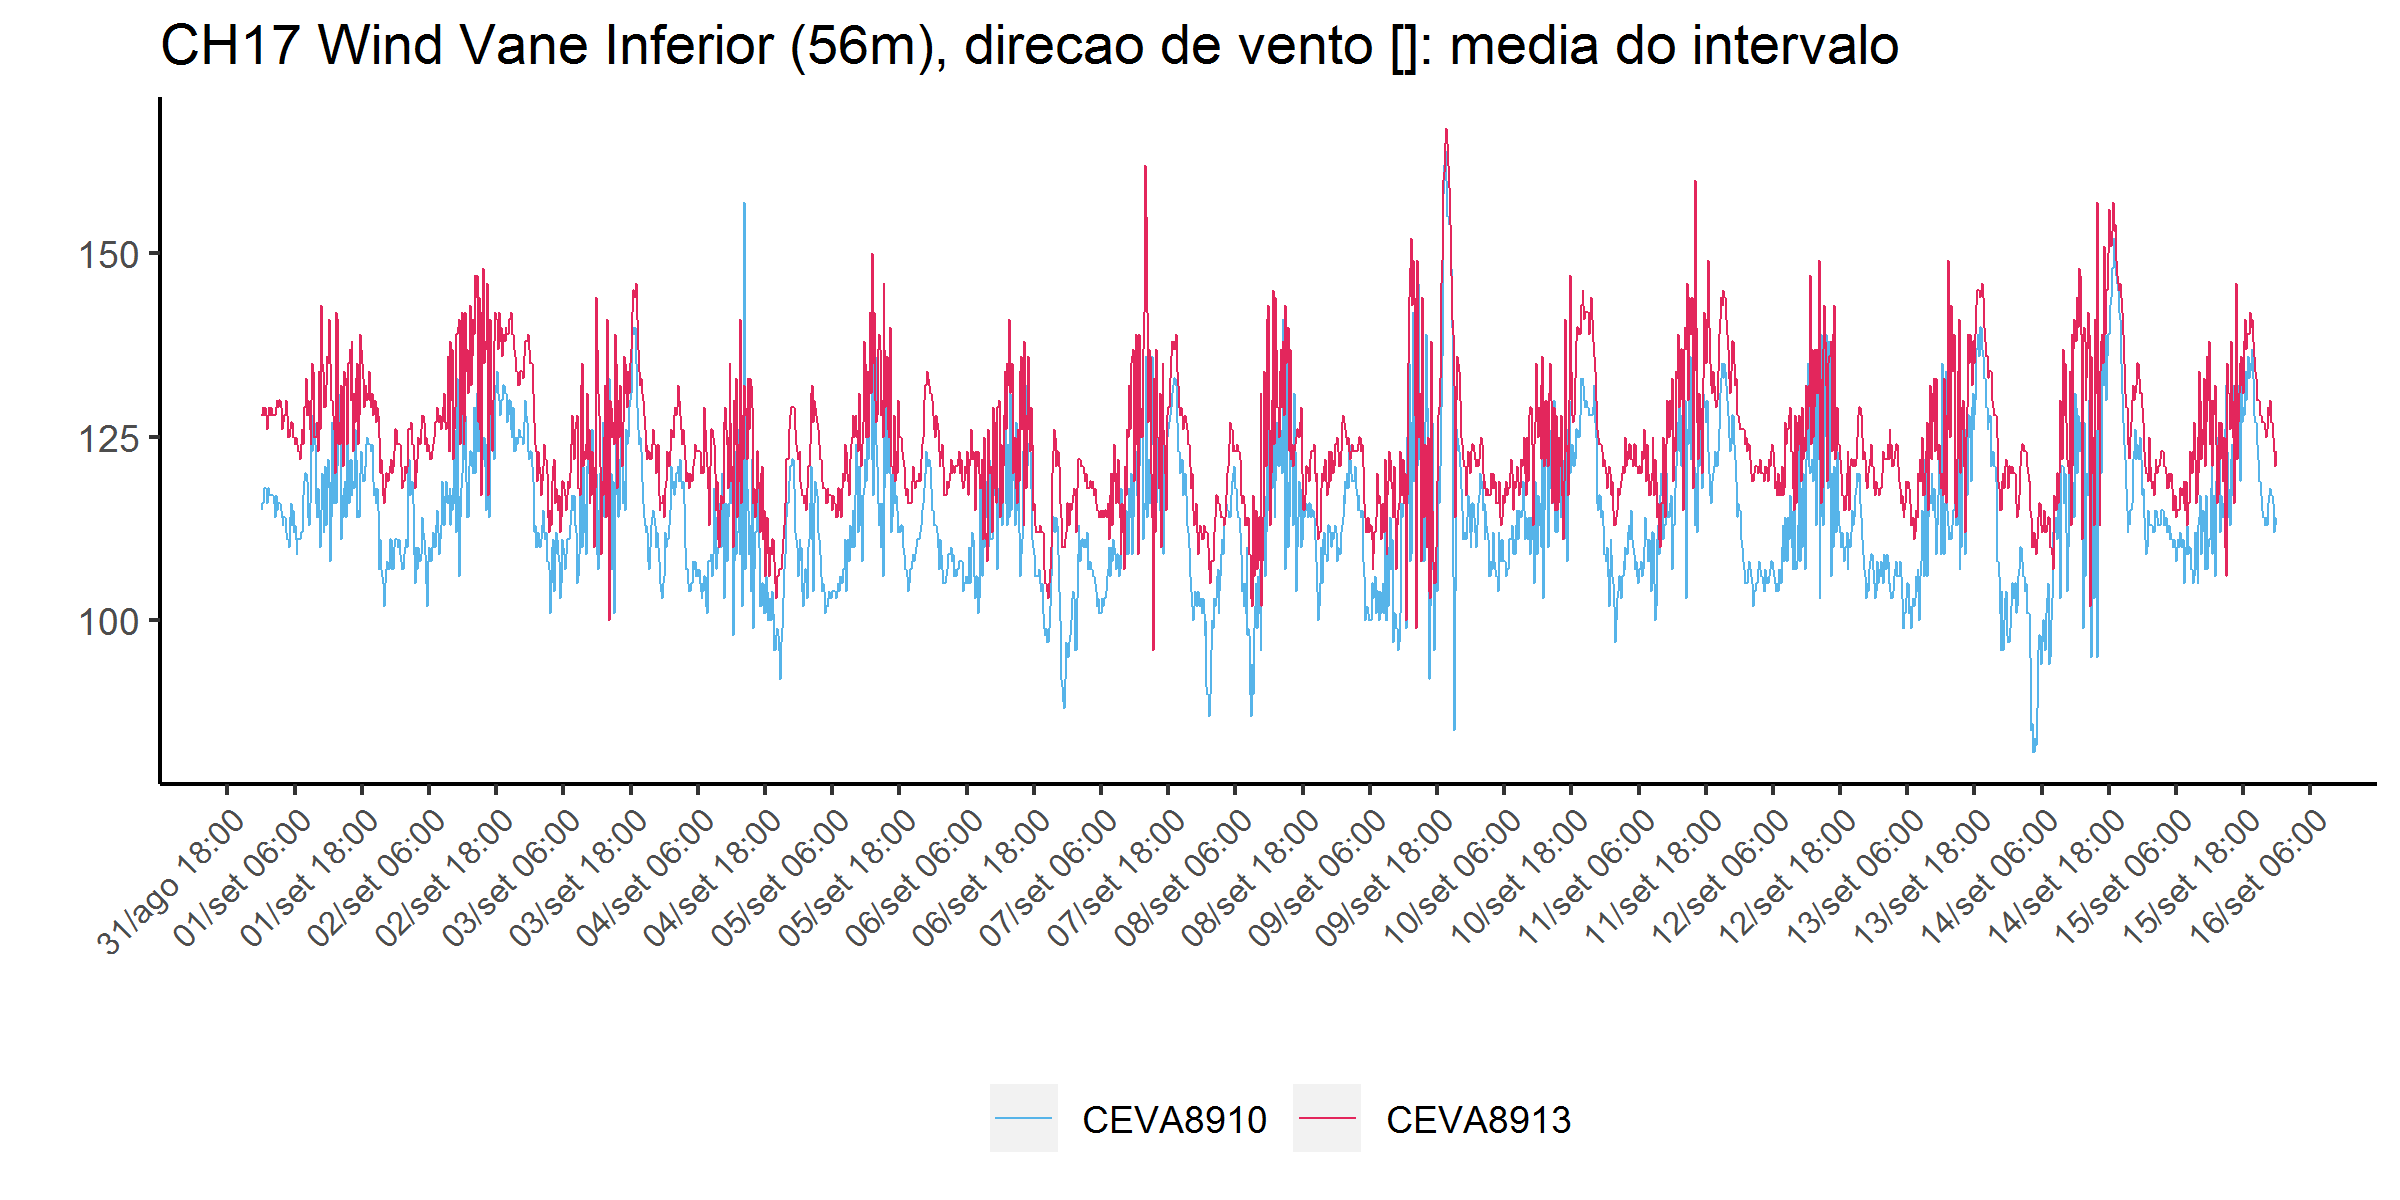 CH17 Wind Vane Inferior (56m), direcao de vento []: media do intervalo
150
125
100
31/ago 18:00
01/set 06:00
01/set 18:00
02/set 06:00
02/set 18:00
03/set 06:00
03/set 18:00
04/set 06:00
04/set 18:00
05/set 06:00
05/set 18:00
06/set 06:00
06/set 18:00
07/set 06:00
07/set 18:00
08/set 06:00
08/set 18:00
09/set 06:00
09/set 18:00
10/set 06:00
10/set 18:00
11/set 06:00
11/set 18:00
12/set 06:00
12/set 18:00
13/set 06:00
13/set 18:00
14/set 06:00
14/set 18:00
15/set 06:00
15/set 18:00
16/set 06:00
CEVA8910 CEVA8913